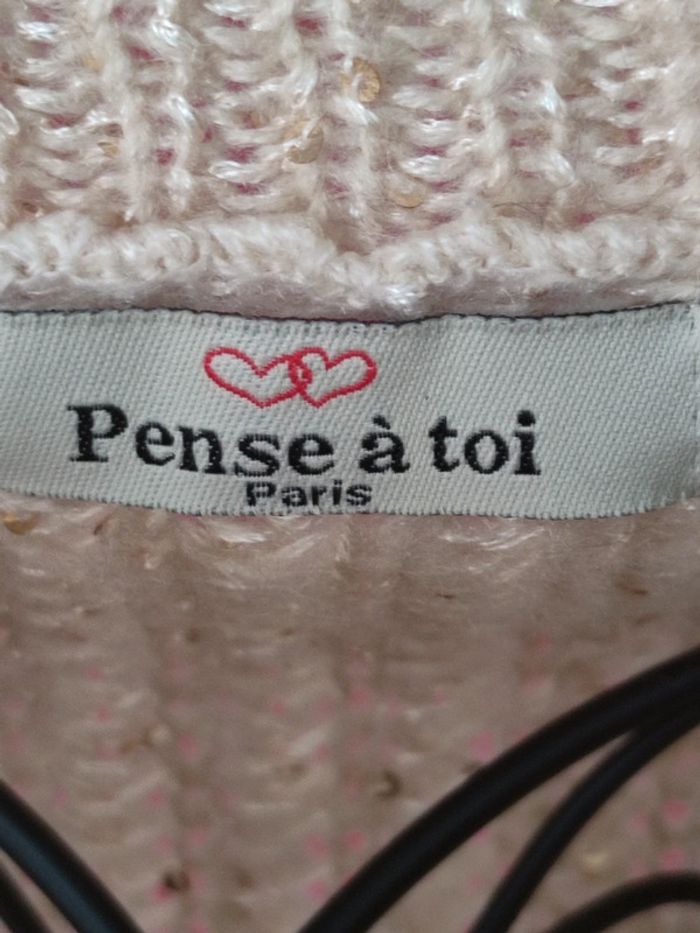 Pense à toi
Paris